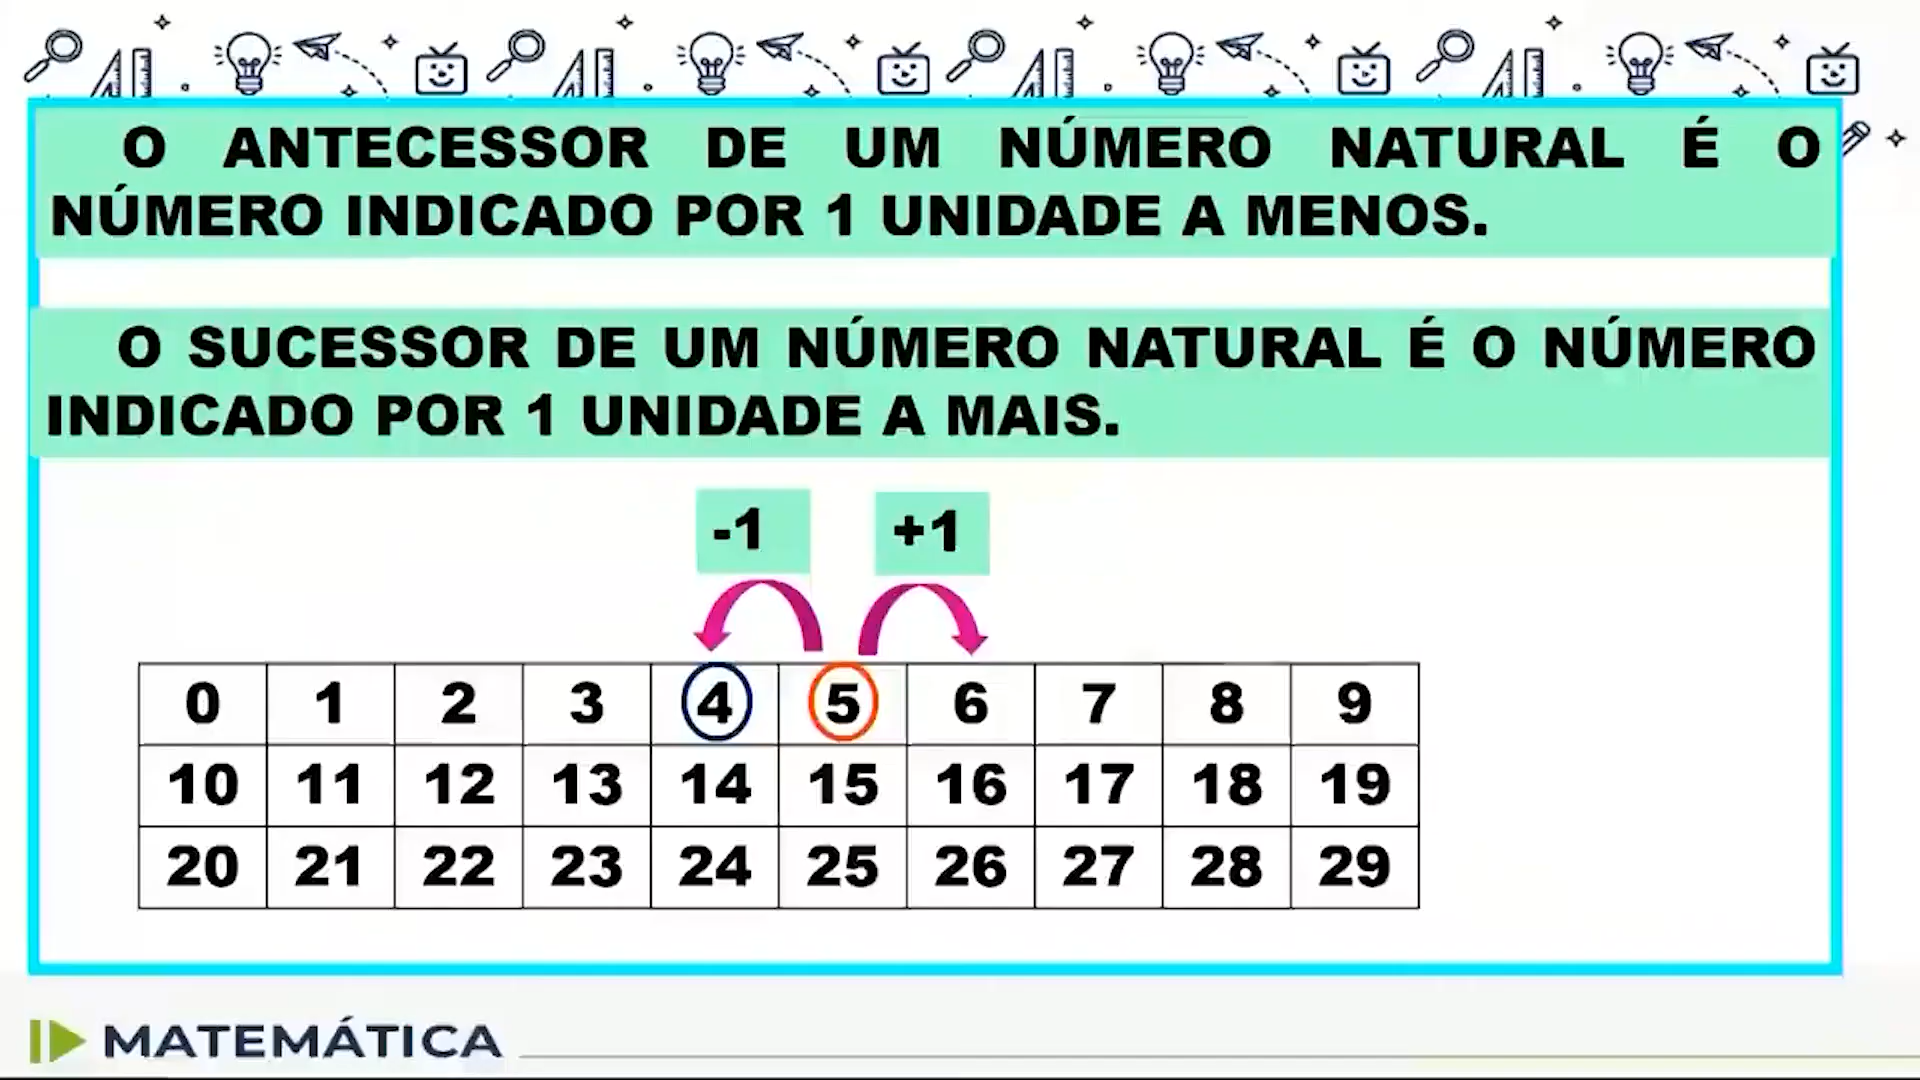 O ANTECESSOR DE UM NÚMERO NATURAL É O
NÚMERO INDICADO POR 1 UNIDADE A MENOS.
O SUCESSOR DE UM NÚMERO NATURAL É O NÚMERO
INDICADO POR 1 UNIDADE A MAIS.
-1 +1
0 1 2 3 4 5 6 7 8 9
10 11 12 13 14 15 16 17 18 19
20 21 22 23 24 25 26 27 28 29
MATEMÁTICA